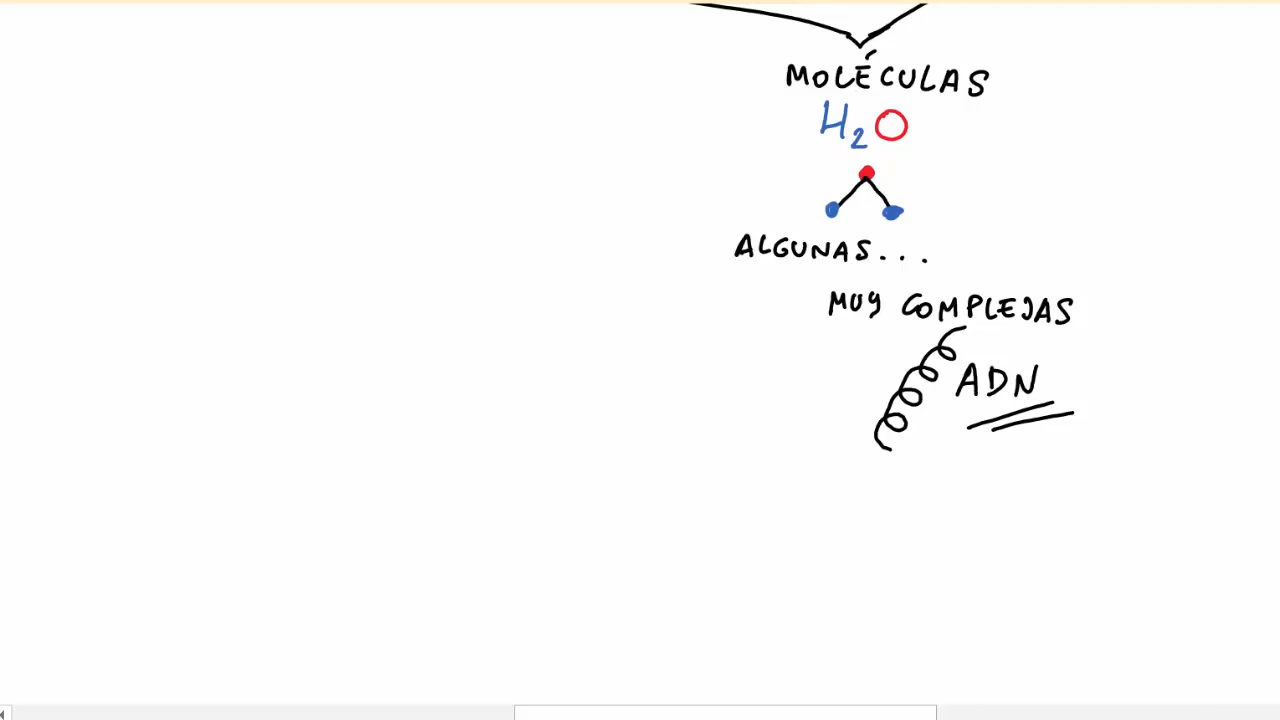 MOLÉCULAS
H₂O
ALGUNAS...
MUY COMPLEJAS
ADN